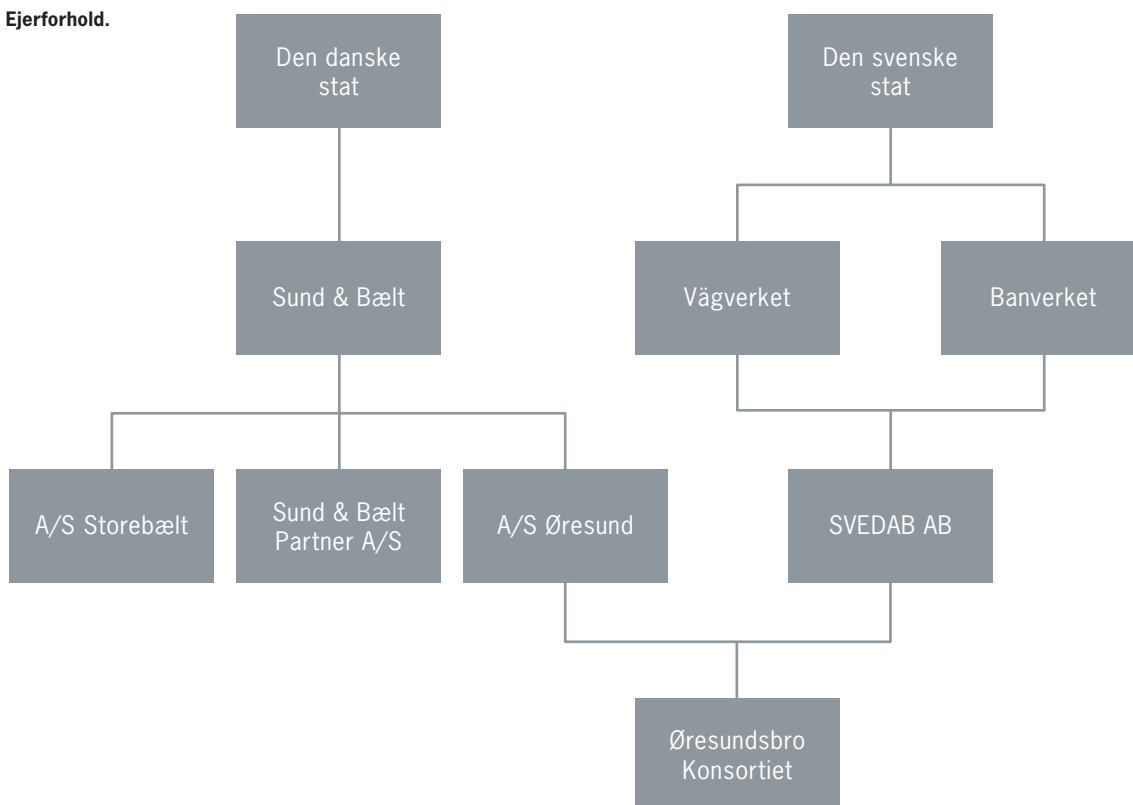 Ejerforhold.
Den danske
stat
Den svenske
stat
Sund & Bælt
Vägverket
Banverket
A/S Storebælt
Sund & Bælt
Partner A/S
A/S Øresund
SVEDAB AB
Øresundsbro
Konsortiet